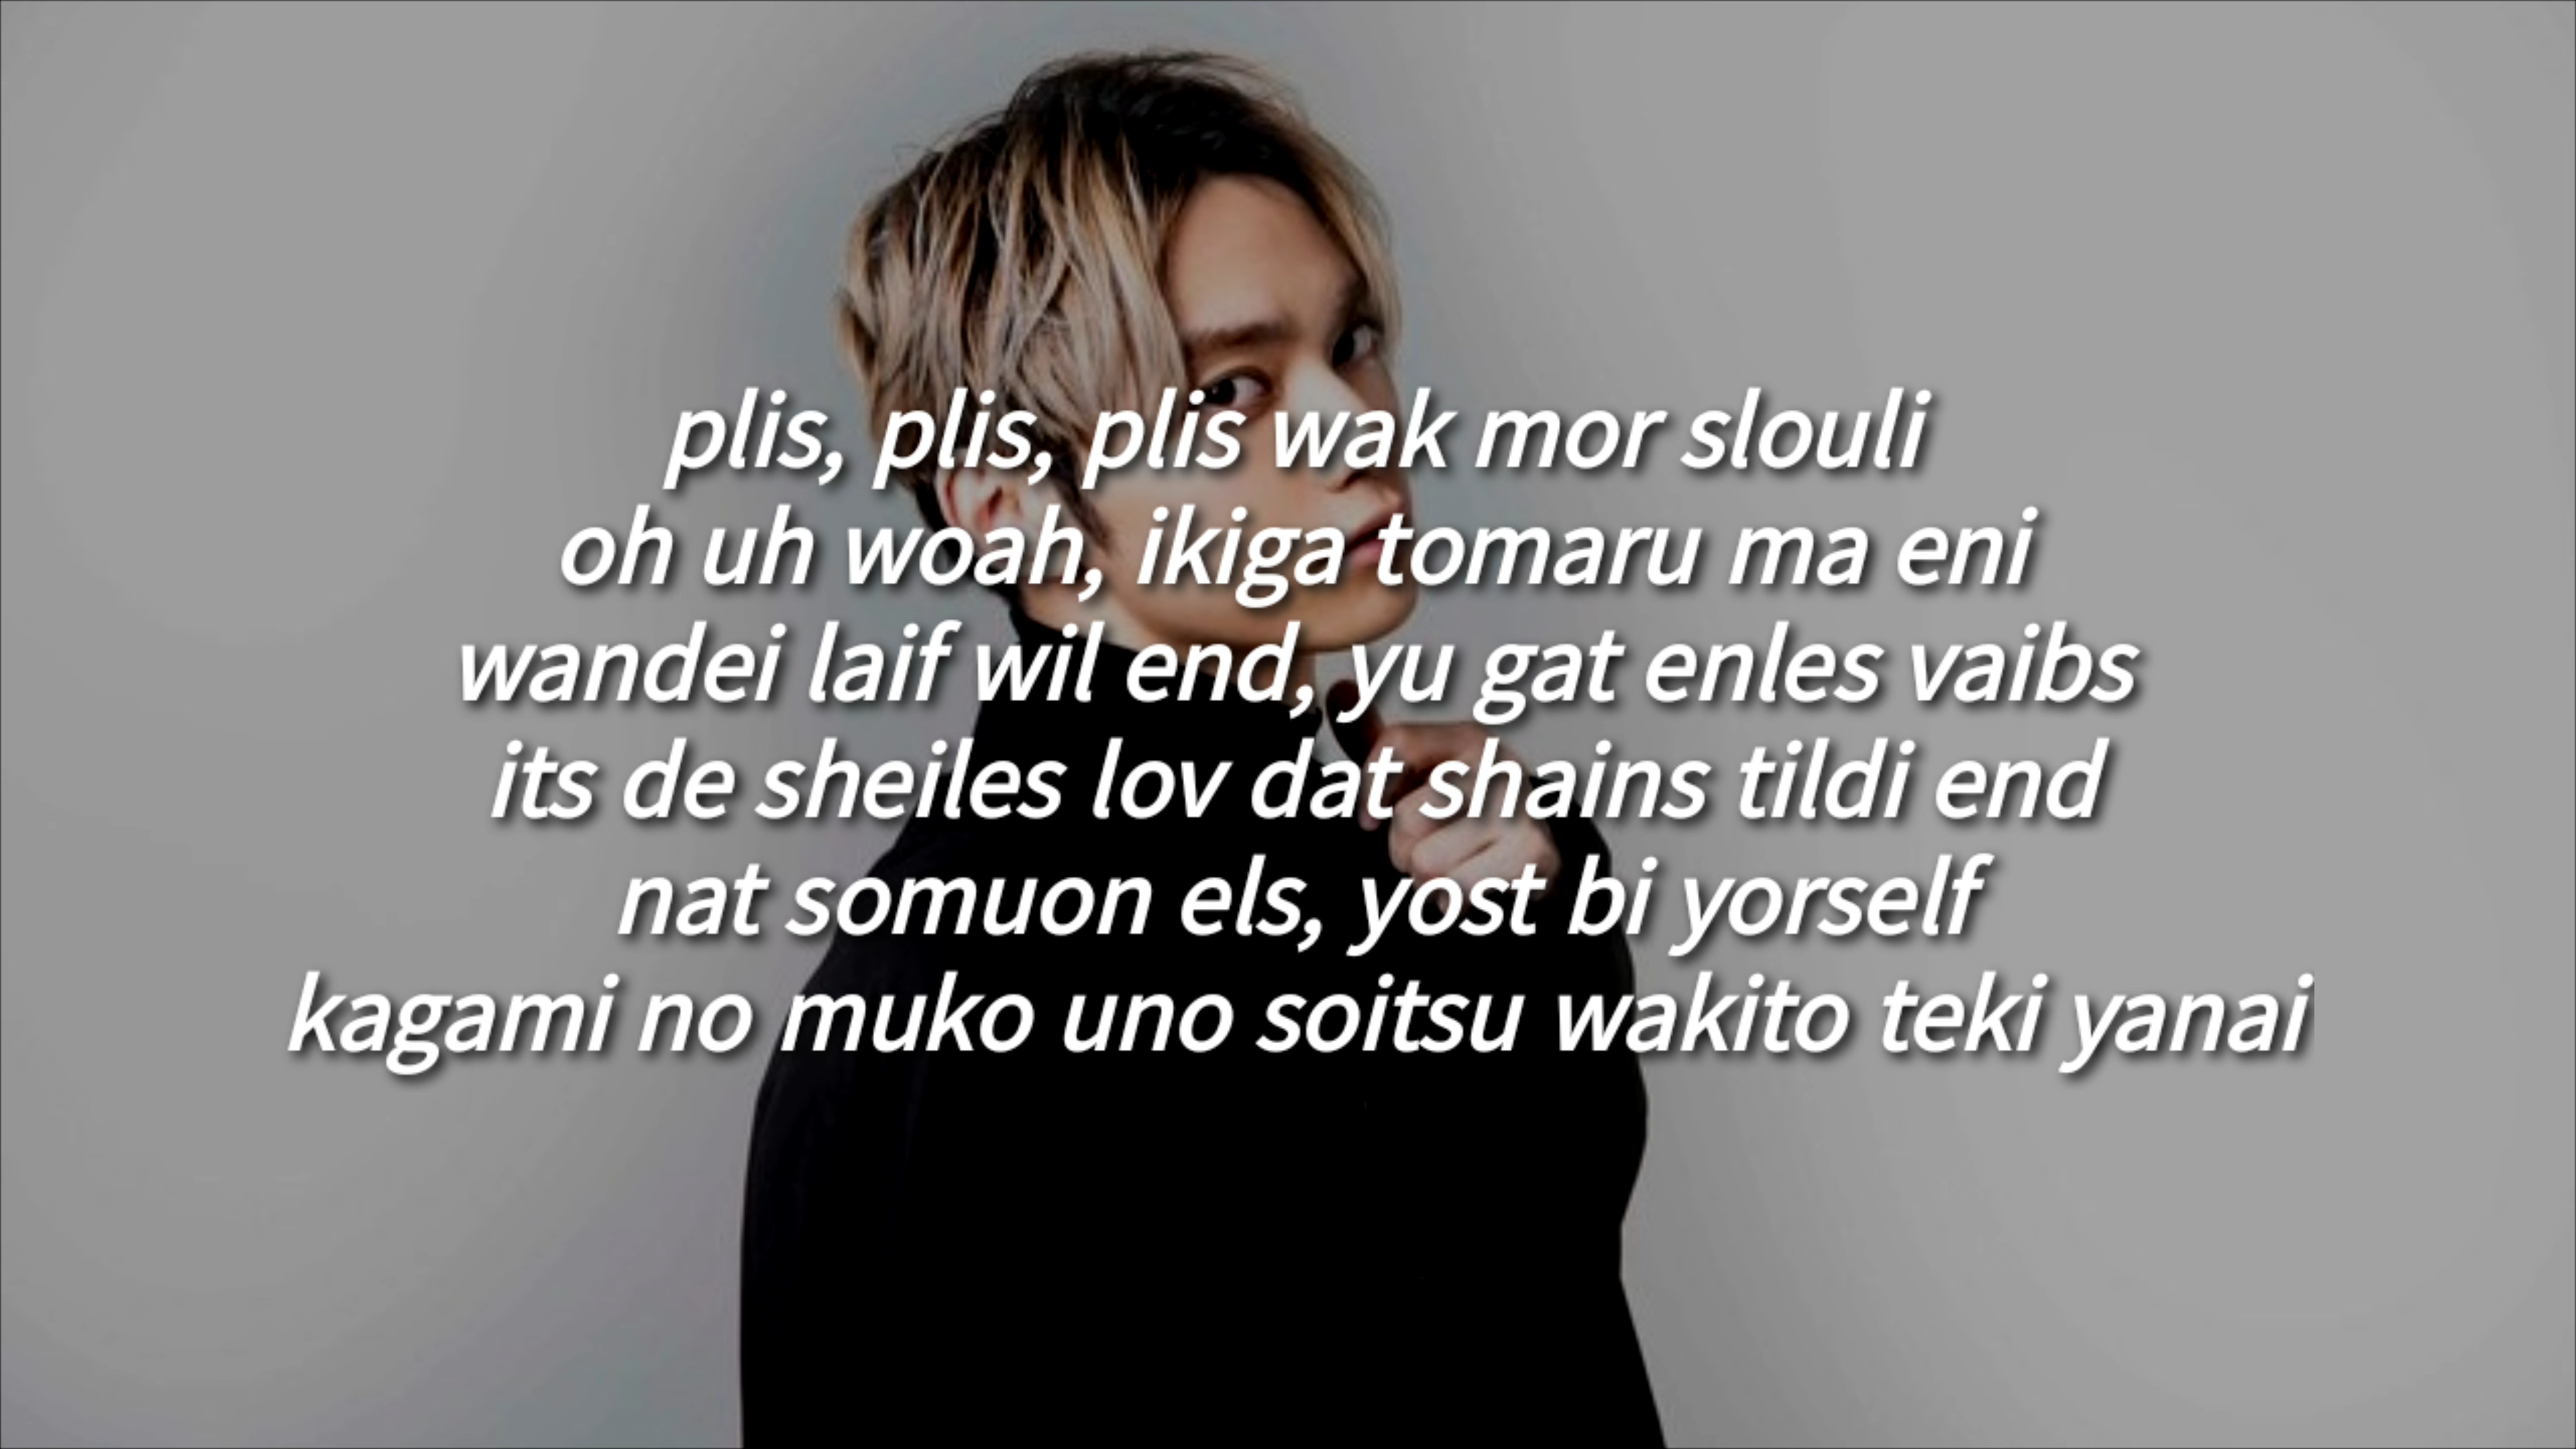 plis, plis, plis wak mor slouli
oh uh woah, ikiga tomaru ma eni
wandei laif wil end, yu gat enles vaibs
its de sheiles lov dat shains tildi end
nat somuon els, yost bi yorself
kagami no muko uno soitsu wakito teki yanai